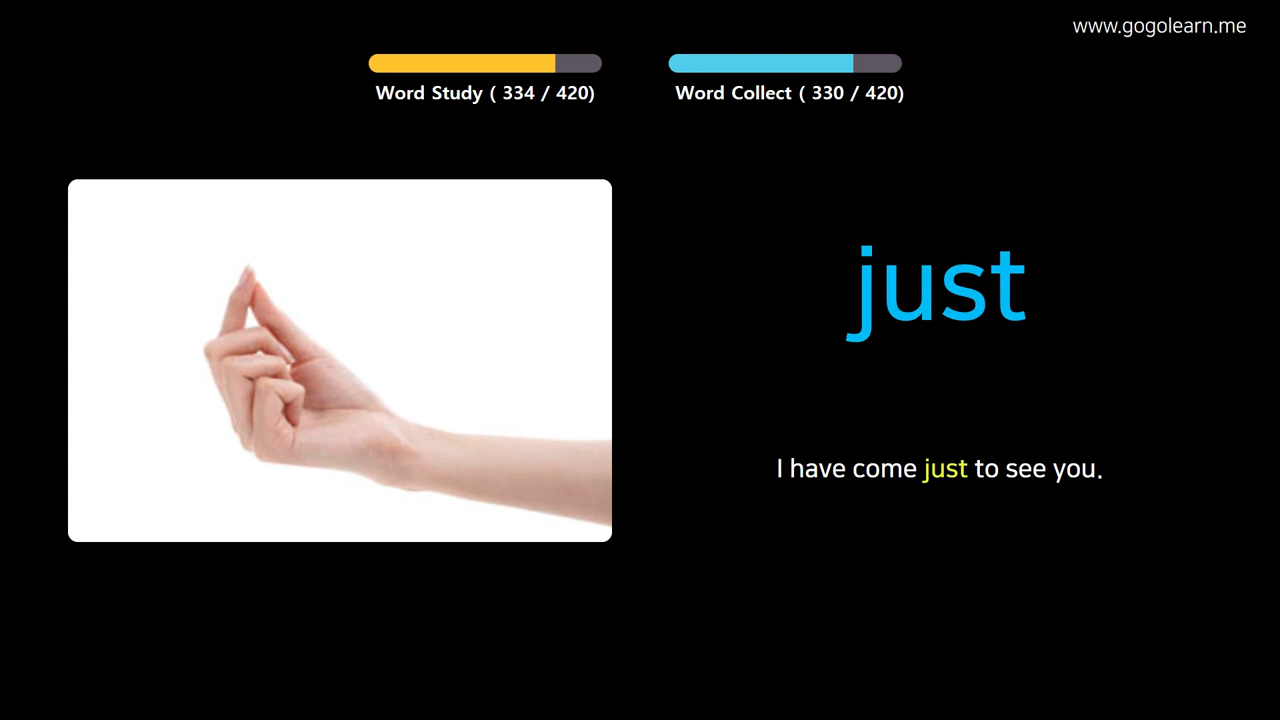 www.gogolearn.me
Word Study ( 334 / 420)
Word Collect ( 330 / 420)
just
I have come just to see you.